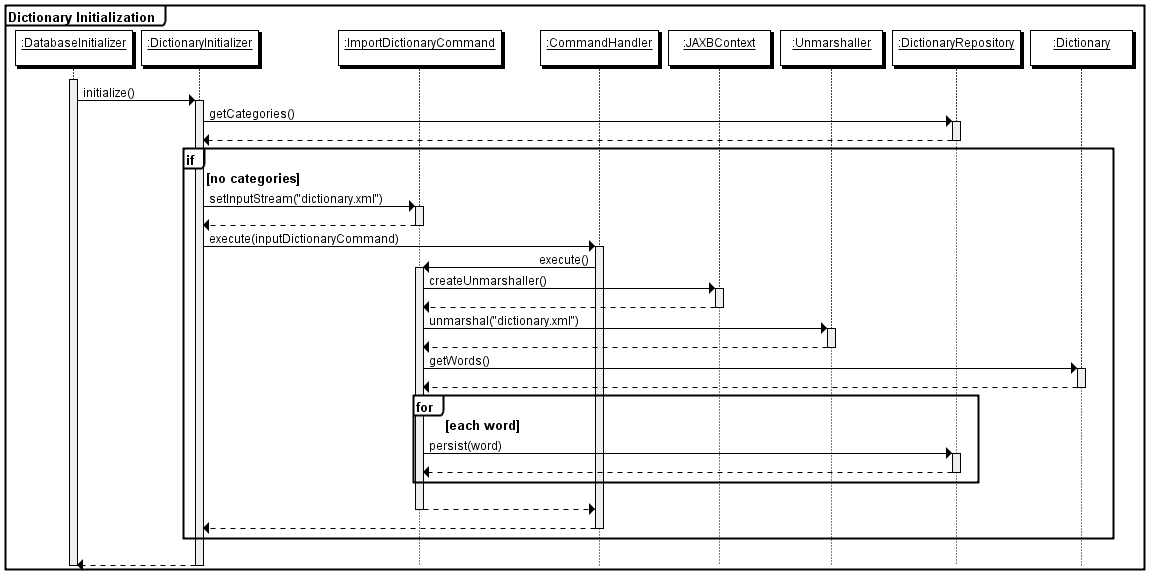 Dictionary Initialization
:DatabaseInitializer
:DictionaryInitializer
:ImportDictionaryCommand
:CommandHandler
:JAXBContext
:Unmarshaller
:DictionaryRepository
:Dictionary
initialize()
getCategories()
if
[no categories]
setInputStream("dictionary.xml")
execute(inputDictionaryCommand)
execute()
createUnmarshaller()
unmarshal("dictionary.xml")
getWords()
for
[each word]
persist(word)